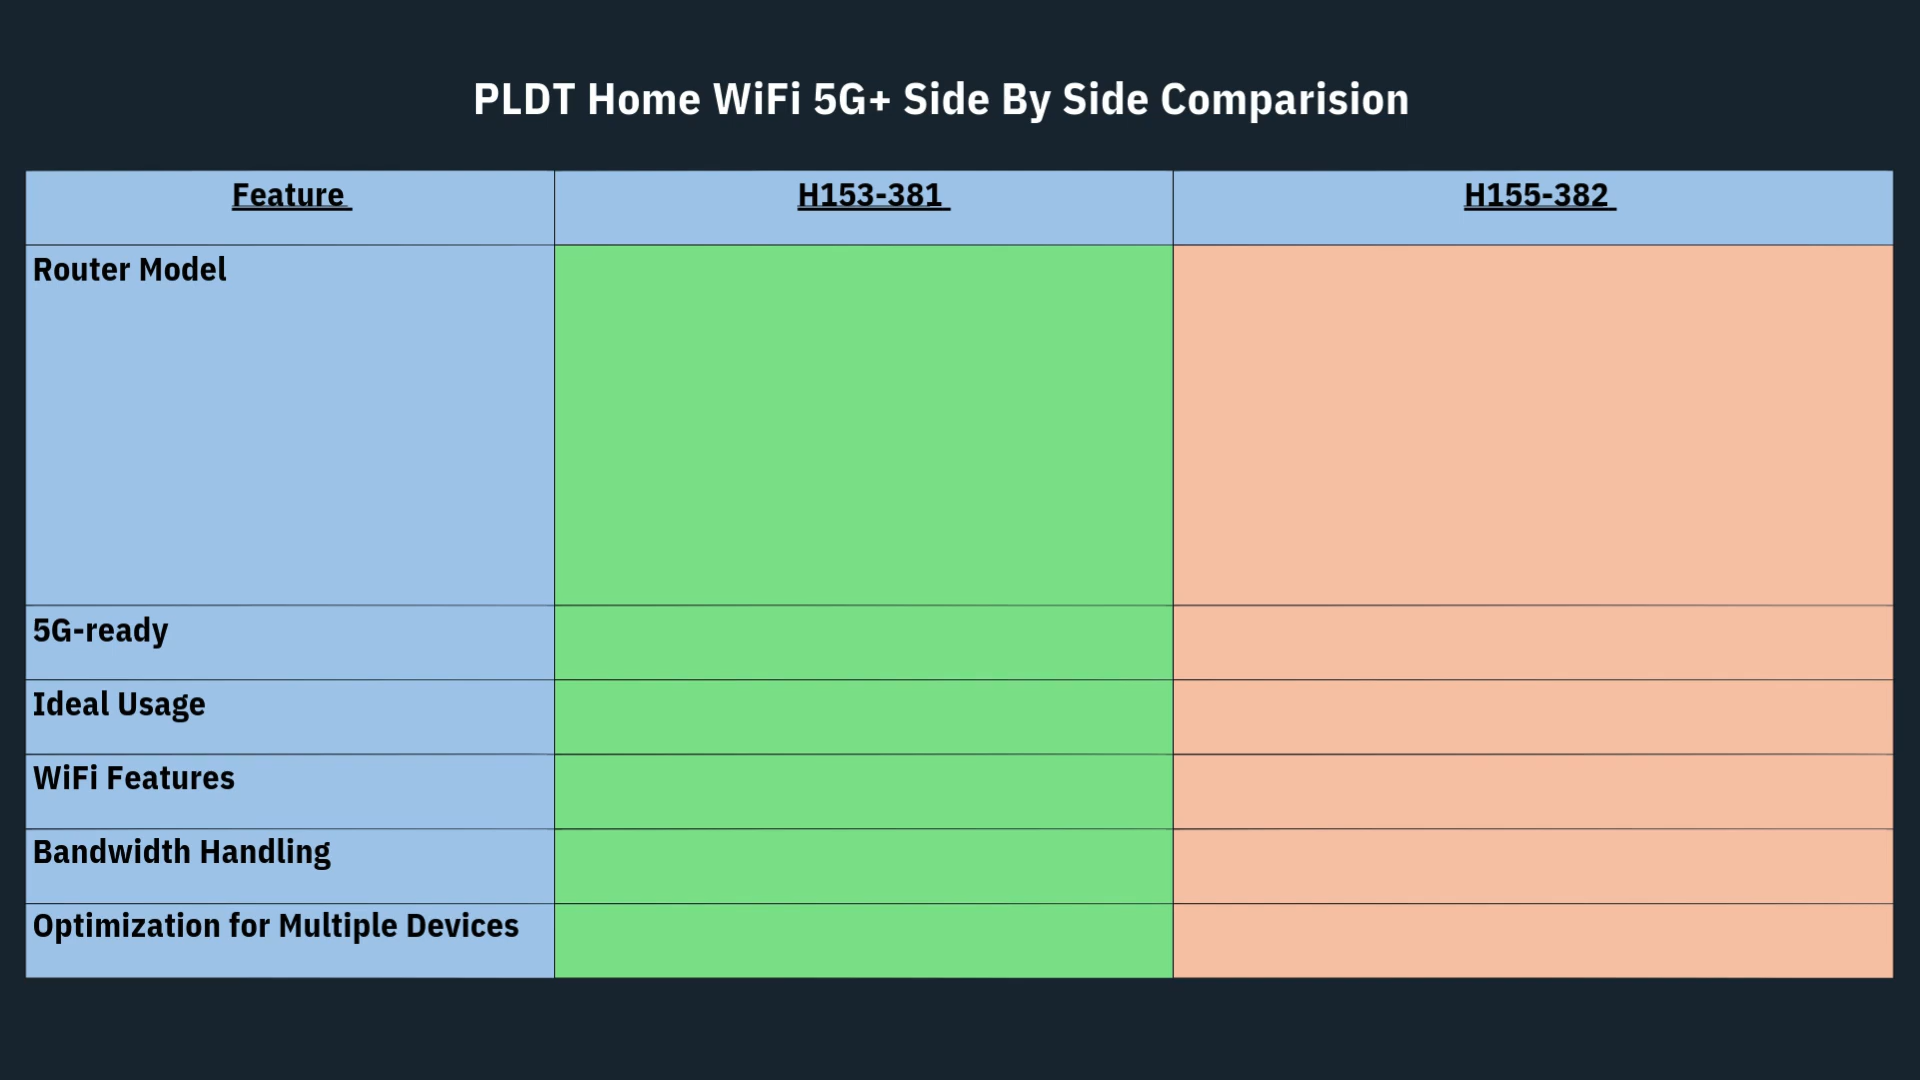 PLDT Home WiFi 5G+ Side By Side Comparision
Feature
H153-381
H155-382
Router Model
5G-ready
Ideal Usage
WiFi Features
Bandwidth Handling
Optimization for Multiple Devices